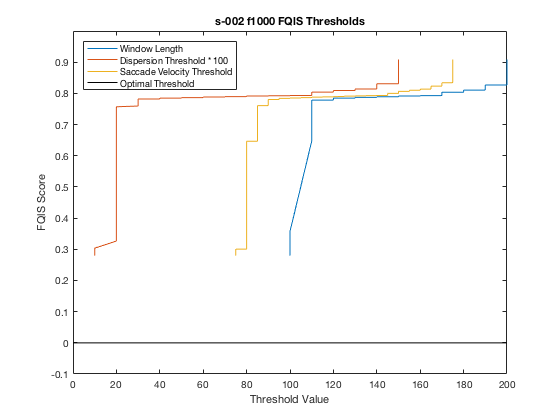 s-002 f1000 FQIS Thresholds
Window Length
Dispersion Threshold * 100
Saccade Velocity Threshold
Optimal Threshold
0.9
0.8
0.7
0.6
0.5
0.4
0.3
0.2
0.1
0
-0.1
FQIS Score
0 20 40 60 80 100 120 140 160 180 200
Threshold Value